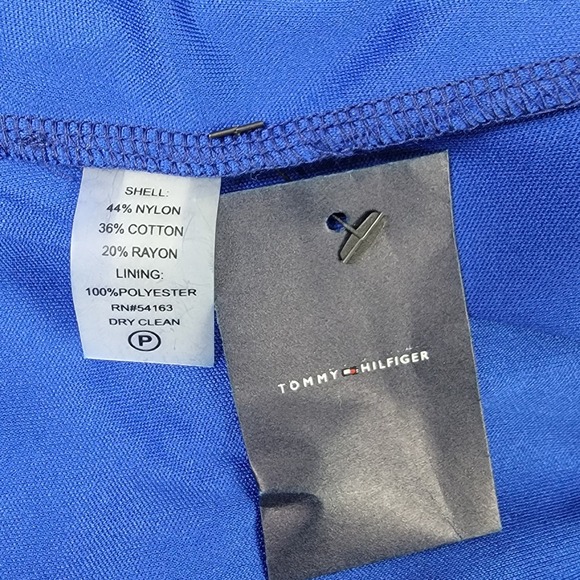 SHELL:
44% NYLON
36% COTTON
20% RAYON
LINING:
100%POLYESTER
RN#54163
DRY CLEAN
P
TOMMY HILFIGER